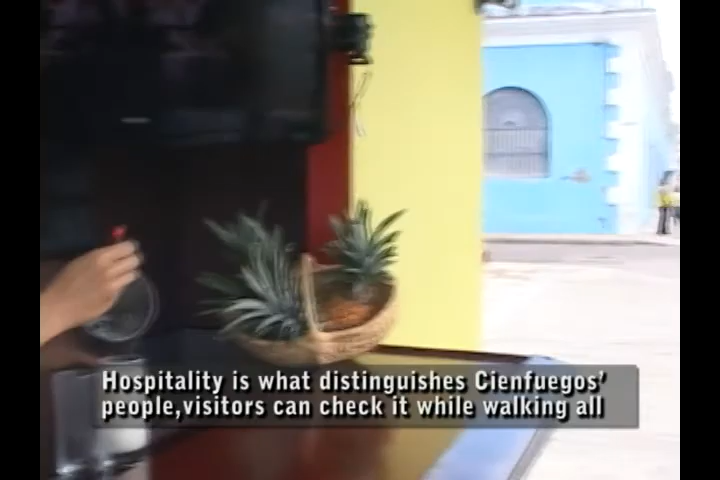 Hospitality is what distinguishes Cienfuegos'
people,visitors can check it while walking all